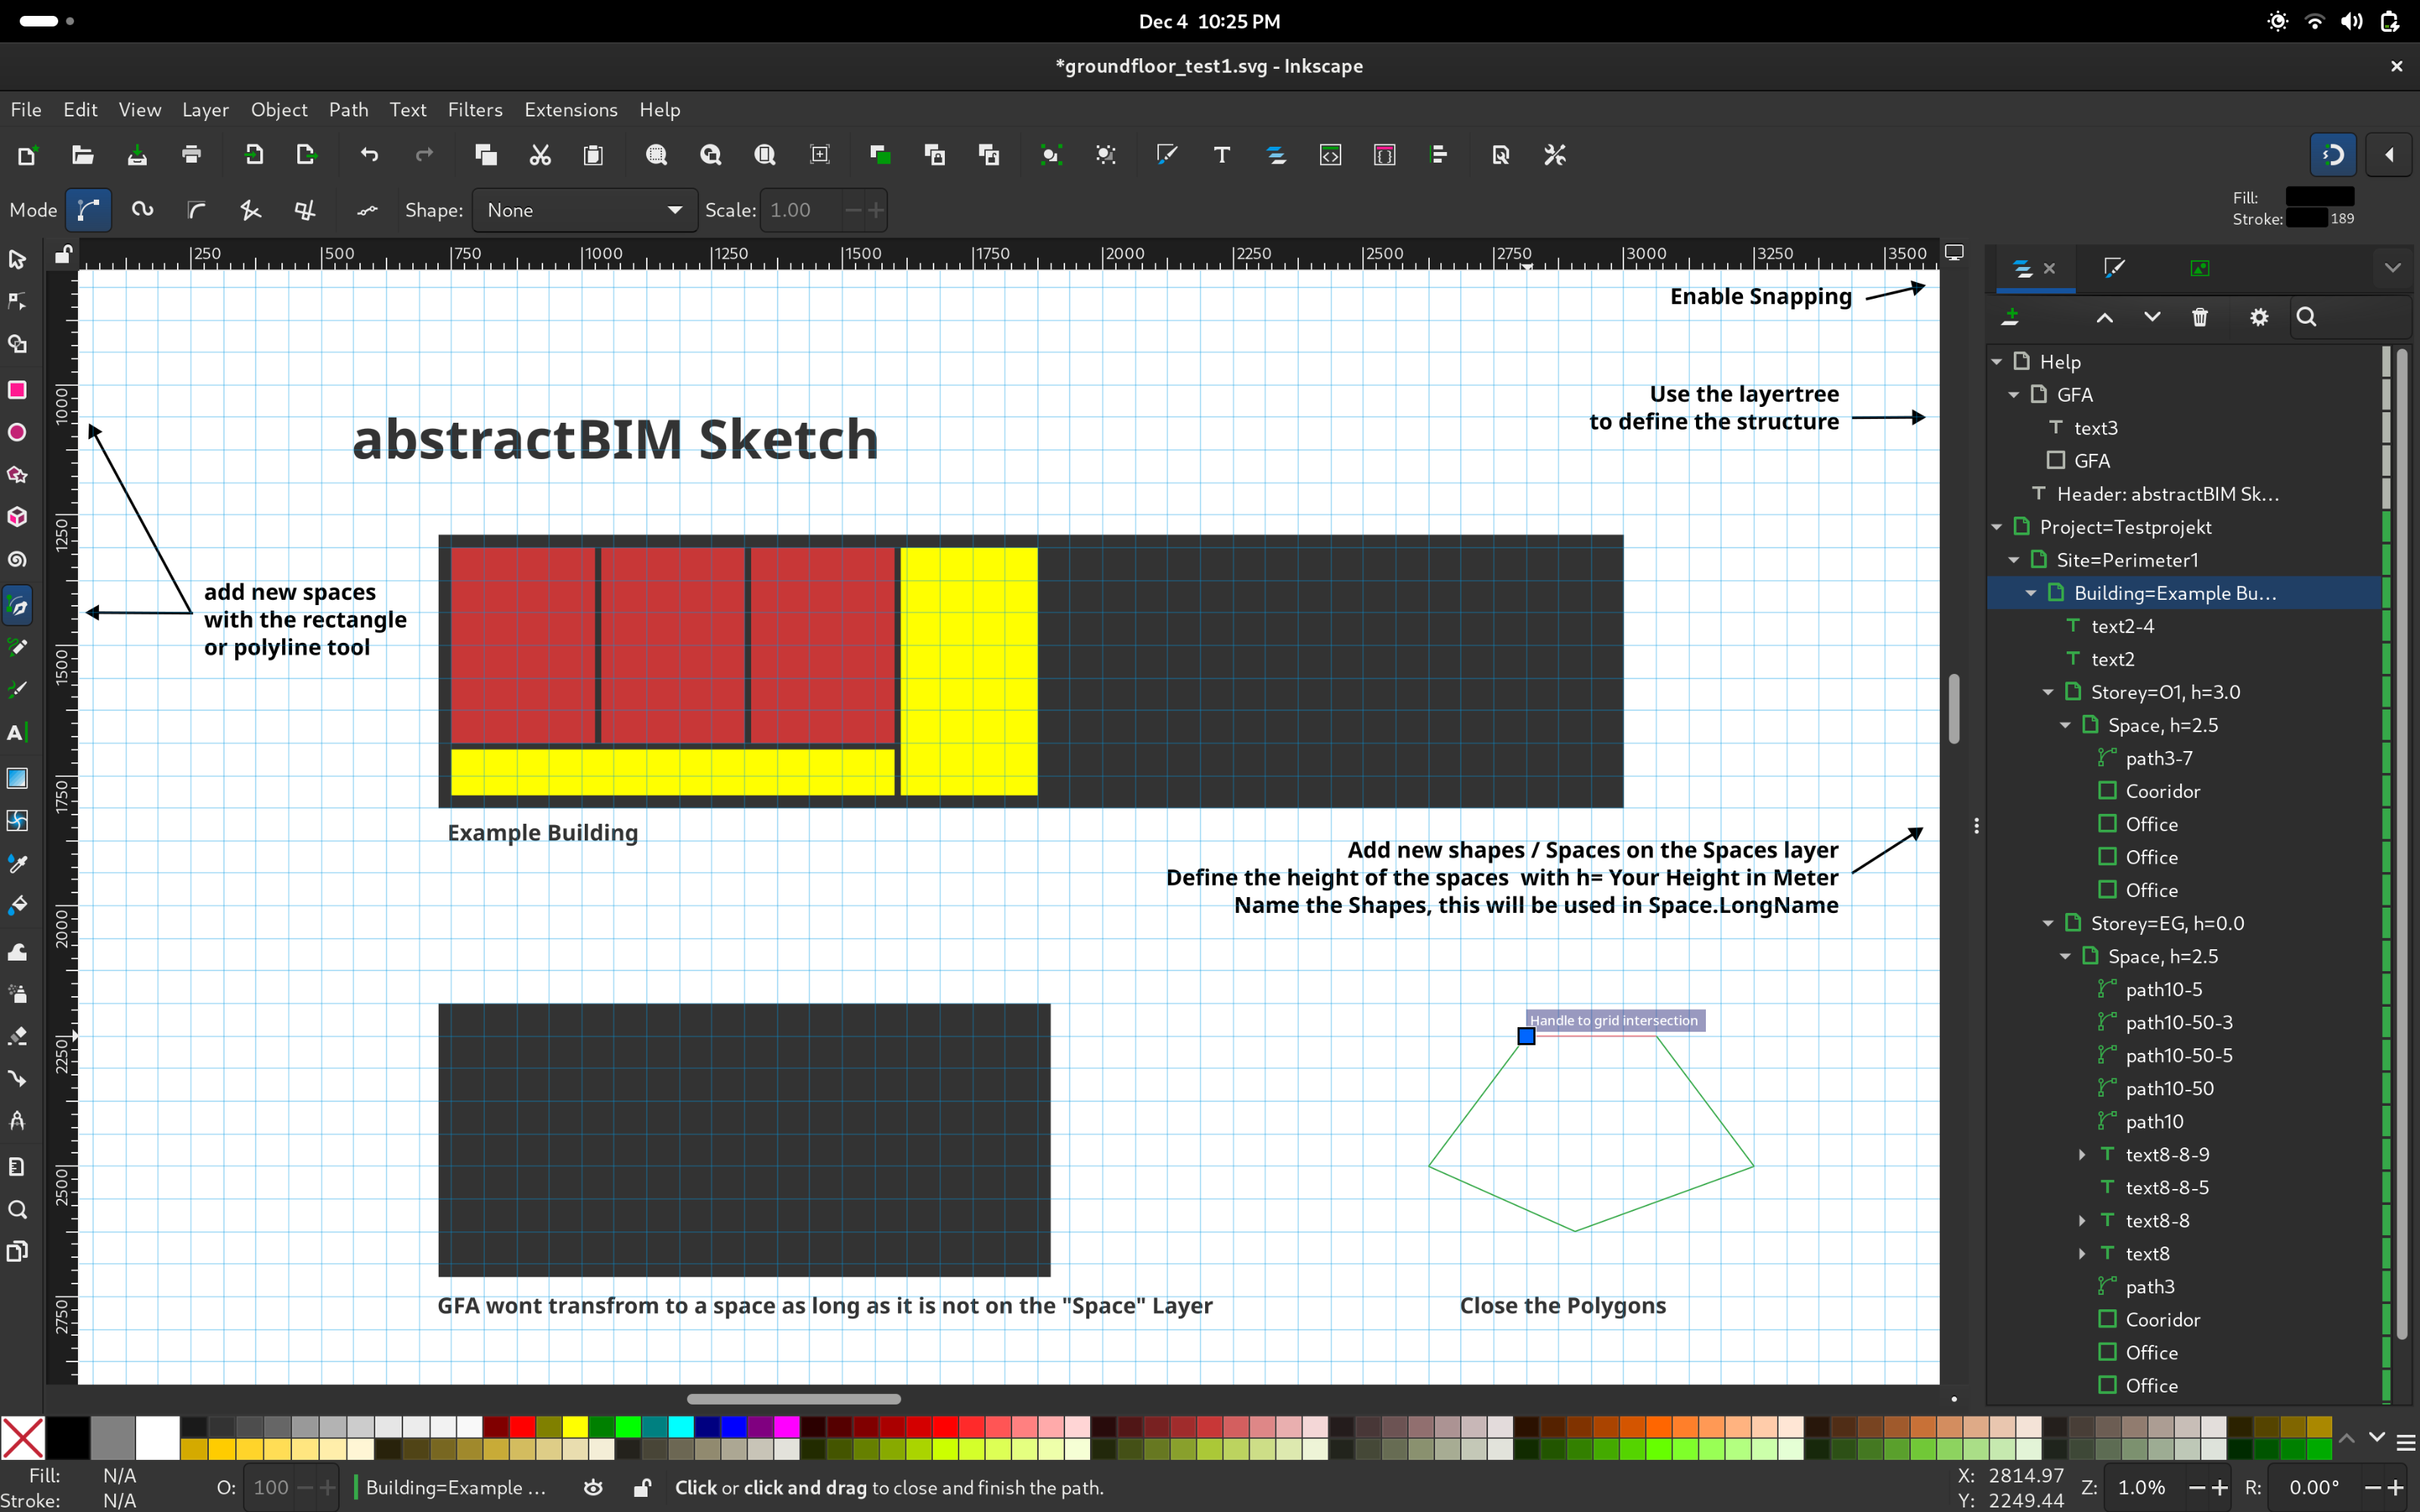 Dec 4 10:25 PM
*groundfloor_test1.svg - Inkscape
File Edit View Layer Object Path Text Filters Extensions Help
Mode Shape: None Scale: 1.00
Fill:
Stroke: 189
250 500 750 1000 1250 1500 1750 2000 2250 2500 2750 3000 3250 3500
1000
1250
1500
1750
2000
2250
2500
2750
Enable Snapping
Use the layertree
to define the structure
abstractBIM Sketch
add new spaces
with the rectangle
or polyline tool
Example Building
Add new shapes / Spaces on the Spaces layer
Define the height of the spaces with h= Your Height in Meter
Name the Shapes, this will be used in Space.LongName
Handle to grid intersection
GFA wont transfrom to a space as long as it is not on the "Space" Layer
Close the Polygons
Help
GFA
text3
GFA
Header: abstractBIM Sk...
Project=Testprojekt
Site=Perimeter1
Building=Example Bu...
text2-4
text2
Storey=O1, h=3.0
Space, h=2.5
path3-7
Cooridor
Office
Office
Office
Storey=EG, h=0.0
Space, h=2.5
path10-5
path10-50-3
path10-50-5
path10-50
path10
text8-8-9
text8-8-5
text8-8
text8
path3
Cooridor
Office
Office
Fill: N/A
Stroke: N/A
O: 100
Building=Example ...
Click or click and drag to close and finish the path.
X: 2814.97
Y: 2249.44
Z: 1.0%
R: 0.00°